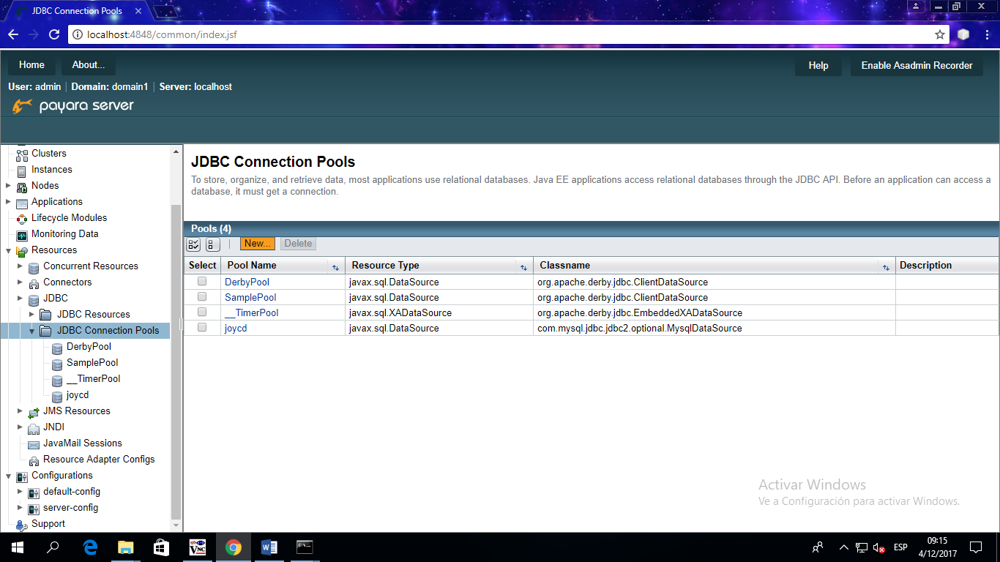 JDBC Connection Pools
localhost:4848/common/index.jsf
Home
About...
Help
Enable Asadmin Recorder
User: admin | Domain: domain1 | Server: localhost
payara server
Clusters
Instances
Nodes
Applications
Lifecycle Modules
Monitoring Data
Resources
Concurrent Resources
Connectors
JDBC
JDBC Resources
JDBC Connection Pools
DerbyPool
SamplePool
__TimerPool
joycd
JMS Resources
JNDI
JavaMail Sessions
Resource Adapter Configs
Configurations
default-config
server-config
Support
JDBC Connection Pools
To store, organize, and retrieve data, most applications use relational databases. Java EE applications access relational databases through the JDBC API. Before an application can access a
database, it must get a connection.
Pools (4)
New... Delete
Select Pool Name Resource Type Classname Description
DerbyPool javax.sql.DataSource org.apache.derby.jdbc.ClientDataSource
SamplePool javax.sql.DataSource org.apache.derby.jdbc.ClientDataSource
__TimerPool javax.sql.XADataSource org.apache.derby.jdbc.EmbeddedXADataSource
joycd javax.sql.DataSource com.mysql.jdbc.jdbc2.optional.MysqlDataSource
Activar Windows
Ve a Configuración para activar Windows.
VNC
ESP
09:15
4/12/2017